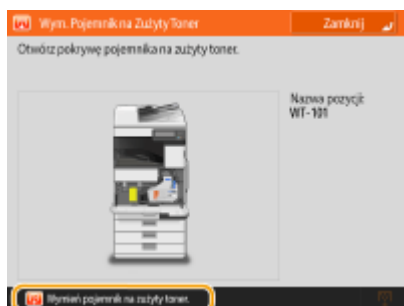 Wym. Pojemnik na Zużyty Toner
Zamknij
Otwórz pokrywę pojemnika na zużyty toner.
Nazwa pozycji:
WT-101
Wymień pojemnik na zużyty toner.